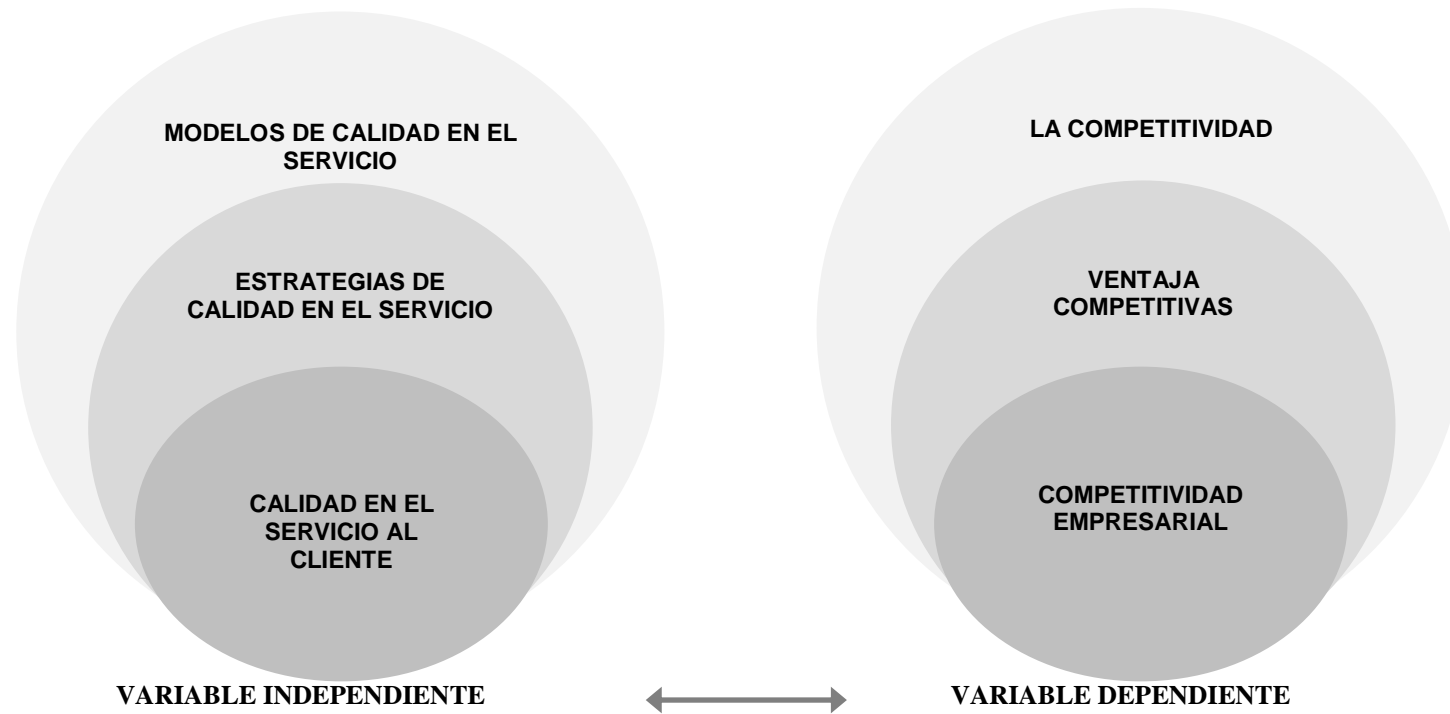 MODELOS DE CALIDAD EN EL
SERVICIO
ESTRATEGIAS DE
CALIDAD EN EL SERVICIO
CALIDAD EN EL
SERVICIO AL
CLIENTE
VARIABLE INDEPENDIENTE
LA COMPETITIVIDAD
VENTAJA
COMPETITIVAS
COMPETITIVIDAD
EMPRESARIAL
VARIABLE DEPENDIENTE